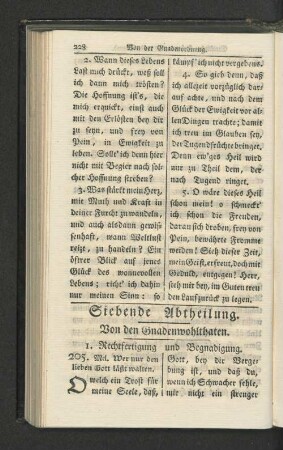 228 Von der Gnadenordnung.
2. Wann dieses Lebens
Last mich drückt, weß soll
ich dann mich trösten?
Die Hoffnung ist's, die
mich erquickt, einst auch
mit den Erlösten bey dir
zu seyn, und frey von
Pein, in Ewigkeit zu
leben. Sollt' ich denn hier
nicht mit Begier nach sol-
cher Hoffnung streben?
3. Was stärkt mein Herz,
mit Muth und Kraft in
deiner Furcht zu wandeln,
und auch alsdann gewis-
senhaft, wann Weltlust
reizt, zu handeln? Ein
öfrer Blick auf jenes
Glück des wonnevollen
Lebens; richt' ich dahin
nur meinen Sinn: so
kämpf' ich nicht vergebens.
4. So gieb denn, daß
ich allezeit vorzüglich dar-
auf achte, und nach dem
Glück der Ewigkeit vor al-
len Dingen trachte; damit
ich treu im Glauben sey,
der Tugend früchte bringet.
Denn ew'ges Heil wird
nur zu Theil dem, der
nach Tugend ringet.
5. O wäre dieses Heil
schon mein! o schmeckt'
ich schon die Freuden,
daran sich droben, frey von
Pein, bewährte Fromme
weiden! Sieh dieser Zeit,
mein Geist, erfreut, doch mit
Geduld, entgegen! Herr,
steh mir bey, im Guten treu
den Lauf zurück zu legen.
Siebende Abtheilung.
Von den Gnadenwohlthaten.
1. Rechtfertigung und Begnadigung.
205. Mel. Wer nur den
lieben Gott läßt walten.
O welch ein Trost für
meine Seele, daß,
Gott, bey dir Verge-
bung ist, und daß du,
wenn ich Schwacher fehle,
mir nicht ein strenger